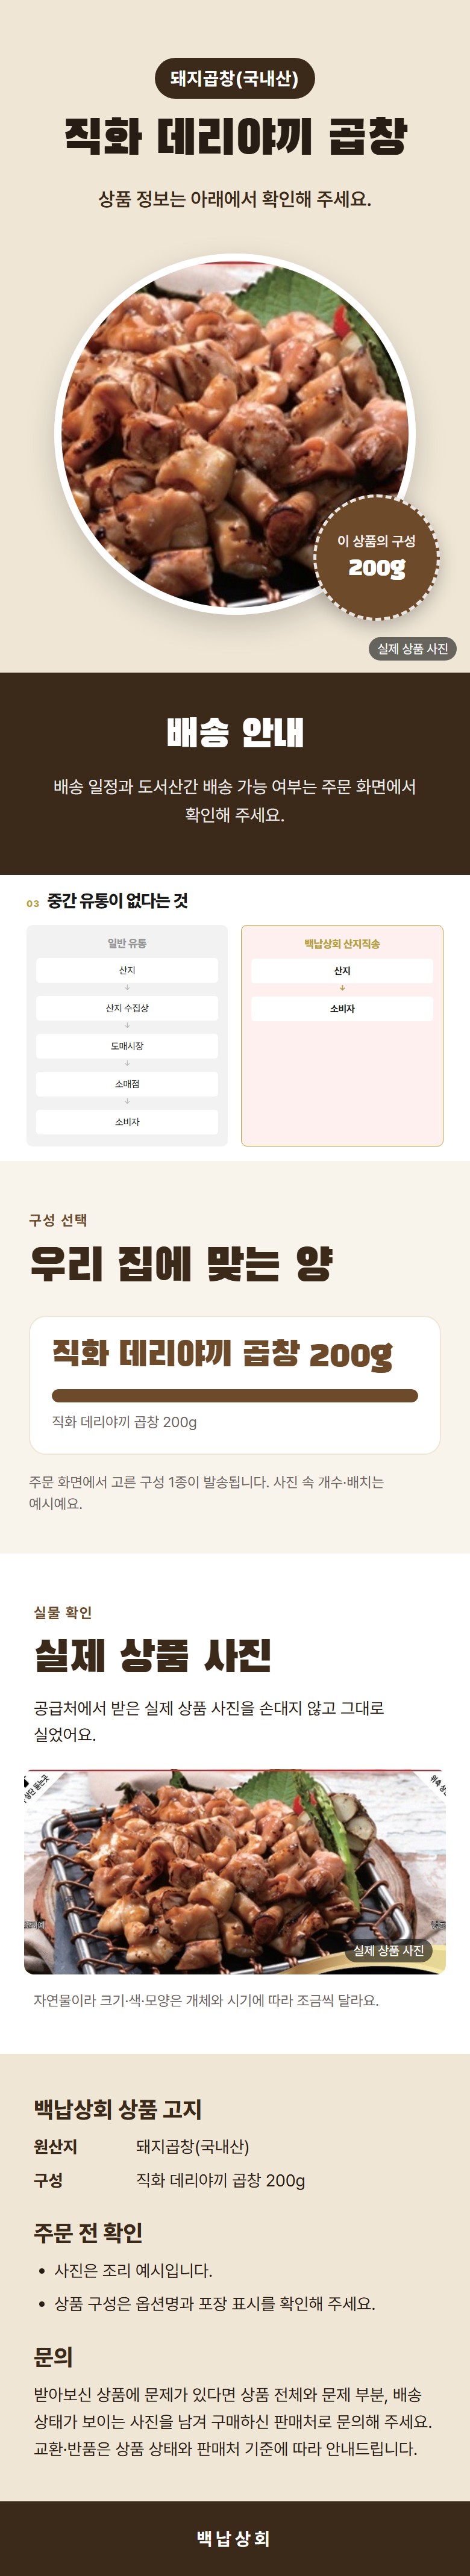 돼지곱창(국내산)
직화 데리야끼 곱창
상품 정보는 아래에서 확인해 주세요.
이 상품의 구성
200g
실제 상품 사진
배송 안내
배송 일정과 도서산간 배송 가능 여부는 주문 화면에서
확인해 주세요.
03 중간 유통이 없다는 것
일반 유통
산지
↓
산지 수집상
↓
도매시장
↓
소매점
↓
소비자
백납상회 산지직송
산지
↓
소비자
구성 선택
우리 집에 맞는 양
직화 데리야끼 곱창 200g
직화 데리야끼 곱창 200g
주문 화면에서 고른 구성 1종이 발송됩니다. 사진 속 개수·배치는
예시예요.
실물 확인
실제 상품 사진
공급처에서 받은 실제 상품 사진을 손대지 않고 그대로
실었어요.
실제 상품 사진
자연물이라 크기·색·모양은 개체와 시기에 따라 조금씩 달라요.
백납상회 상품 고지
원산지 돼지곱창(국내산)
구성 직화 데리야끼 곱창 200g
주문 전 확인
• 사진은 조리 예시입니다.
• 상품 구성은 옵션명과 포장 표시를 확인해 주세요.
문의
받아보신 상품에 문제가 있다면 상품 전체와 문제 부분, 배송
상태가 보이는 사진을 남겨 구매하신 판매처로 문의해 주세요.
교환·반품은 상품 상태와 판매처 기준에 따라 안내드립니다.
백납상회